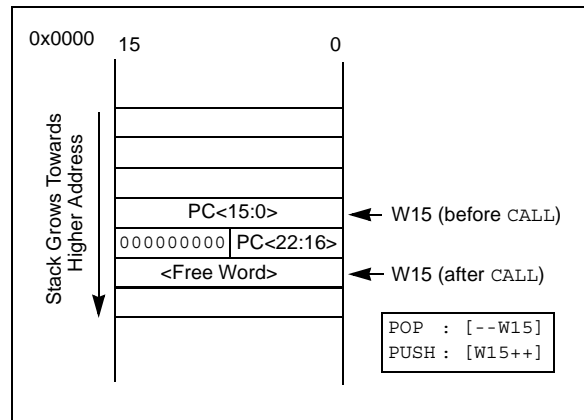 0x0000
15 0
Stack Grows Towards
Higher Address
PC<15:0>
W15 (before CALL)
000000000 PC<22:16>
<Free Word>
W15 (after CALL)
POP : [--W15]
PUSH : [W15++]